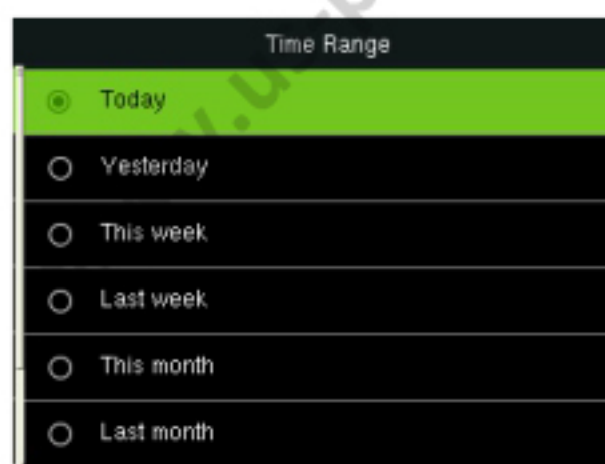 Time Range
Today
Yesterday
This week
Last week
This month
Last month